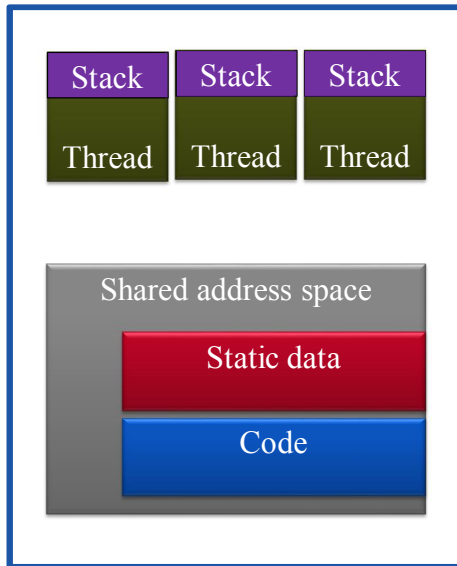 Stack Stack Stack
Thread Thread Thread
Shared address space
Static data
Code